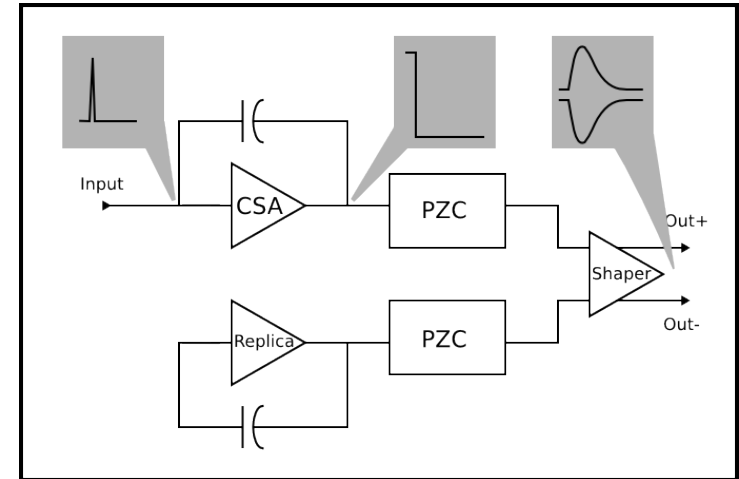 Input
CSA
PZC
Out+
Shaper
Replica
PZC
Out-